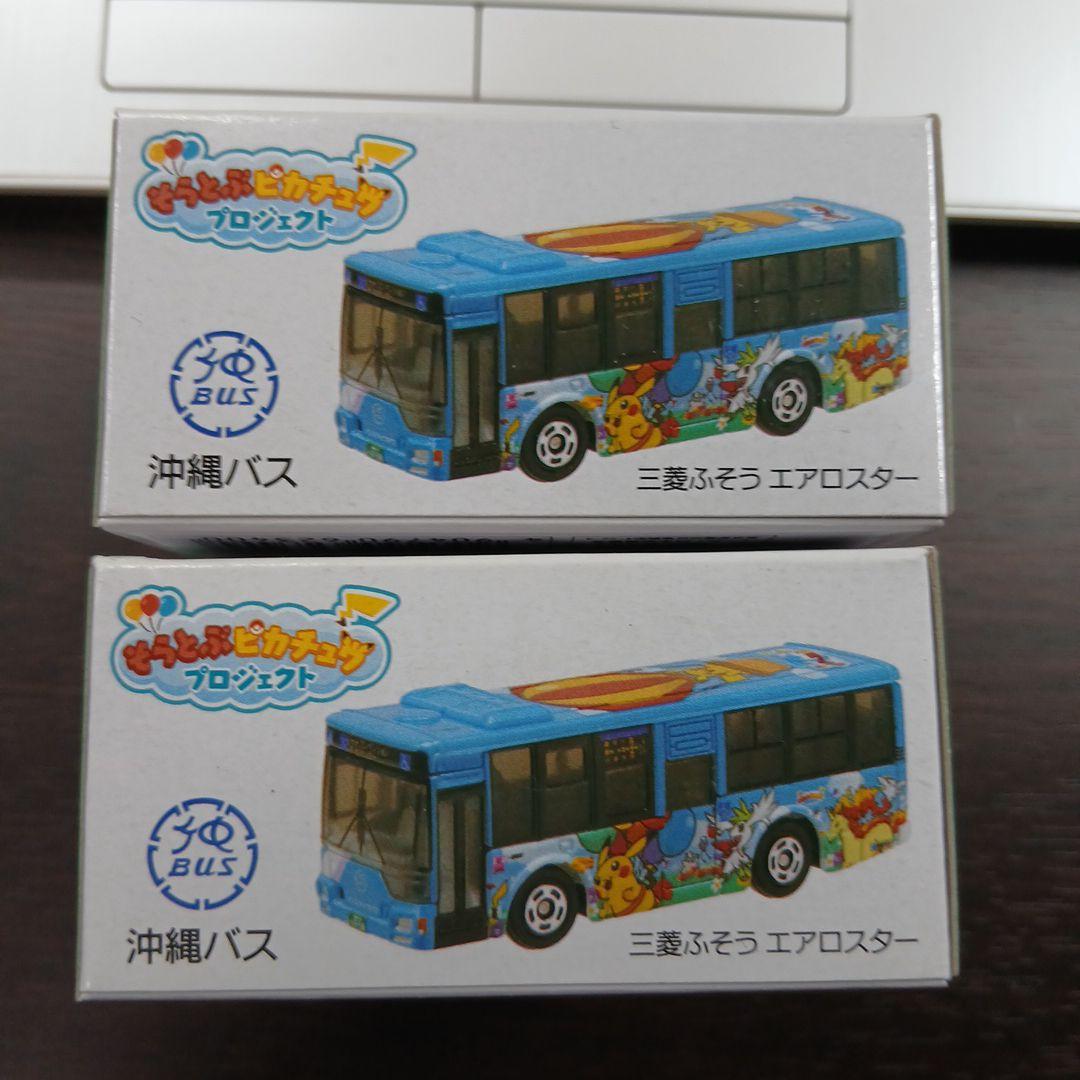 そらとぶピカチュウ
プロジェクト
沖
BUS
沖縄バス
三菱ふそう エアロスター
そらとぶピカチュウ
プロジェクト
沖
BUS
沖縄バス
三菱ふそう エアロスター